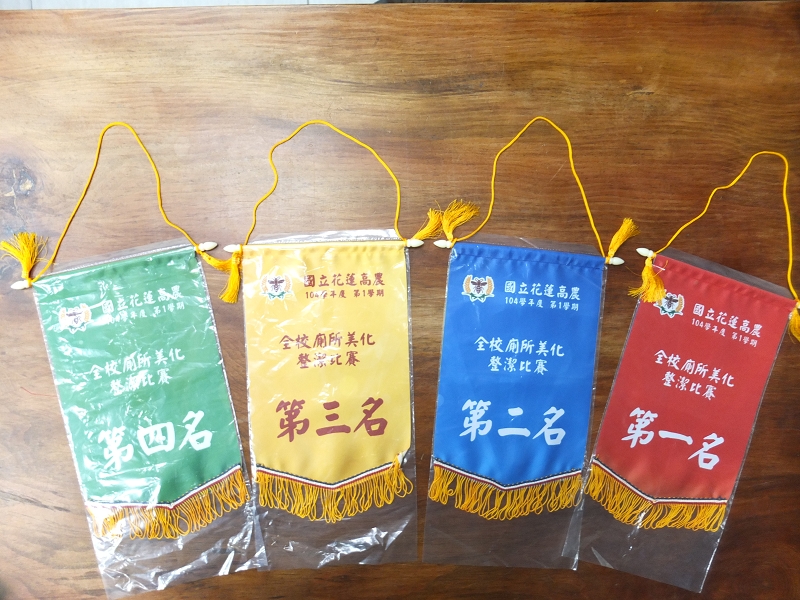 國立花蓮高農
104學年度 第1學期
全校廁所美化
整潔比賽
第四名
國立花蓮高農
104學年度 第1學期
全校廁所美化
整潔比賽
第三名
國立花蓮高農
104學年度 第1學期
全校廁所美化
整潔比賽
第二名
國立花蓮高農
104學年度 第1學期
全校廁所美化
整潔比賽
第一名